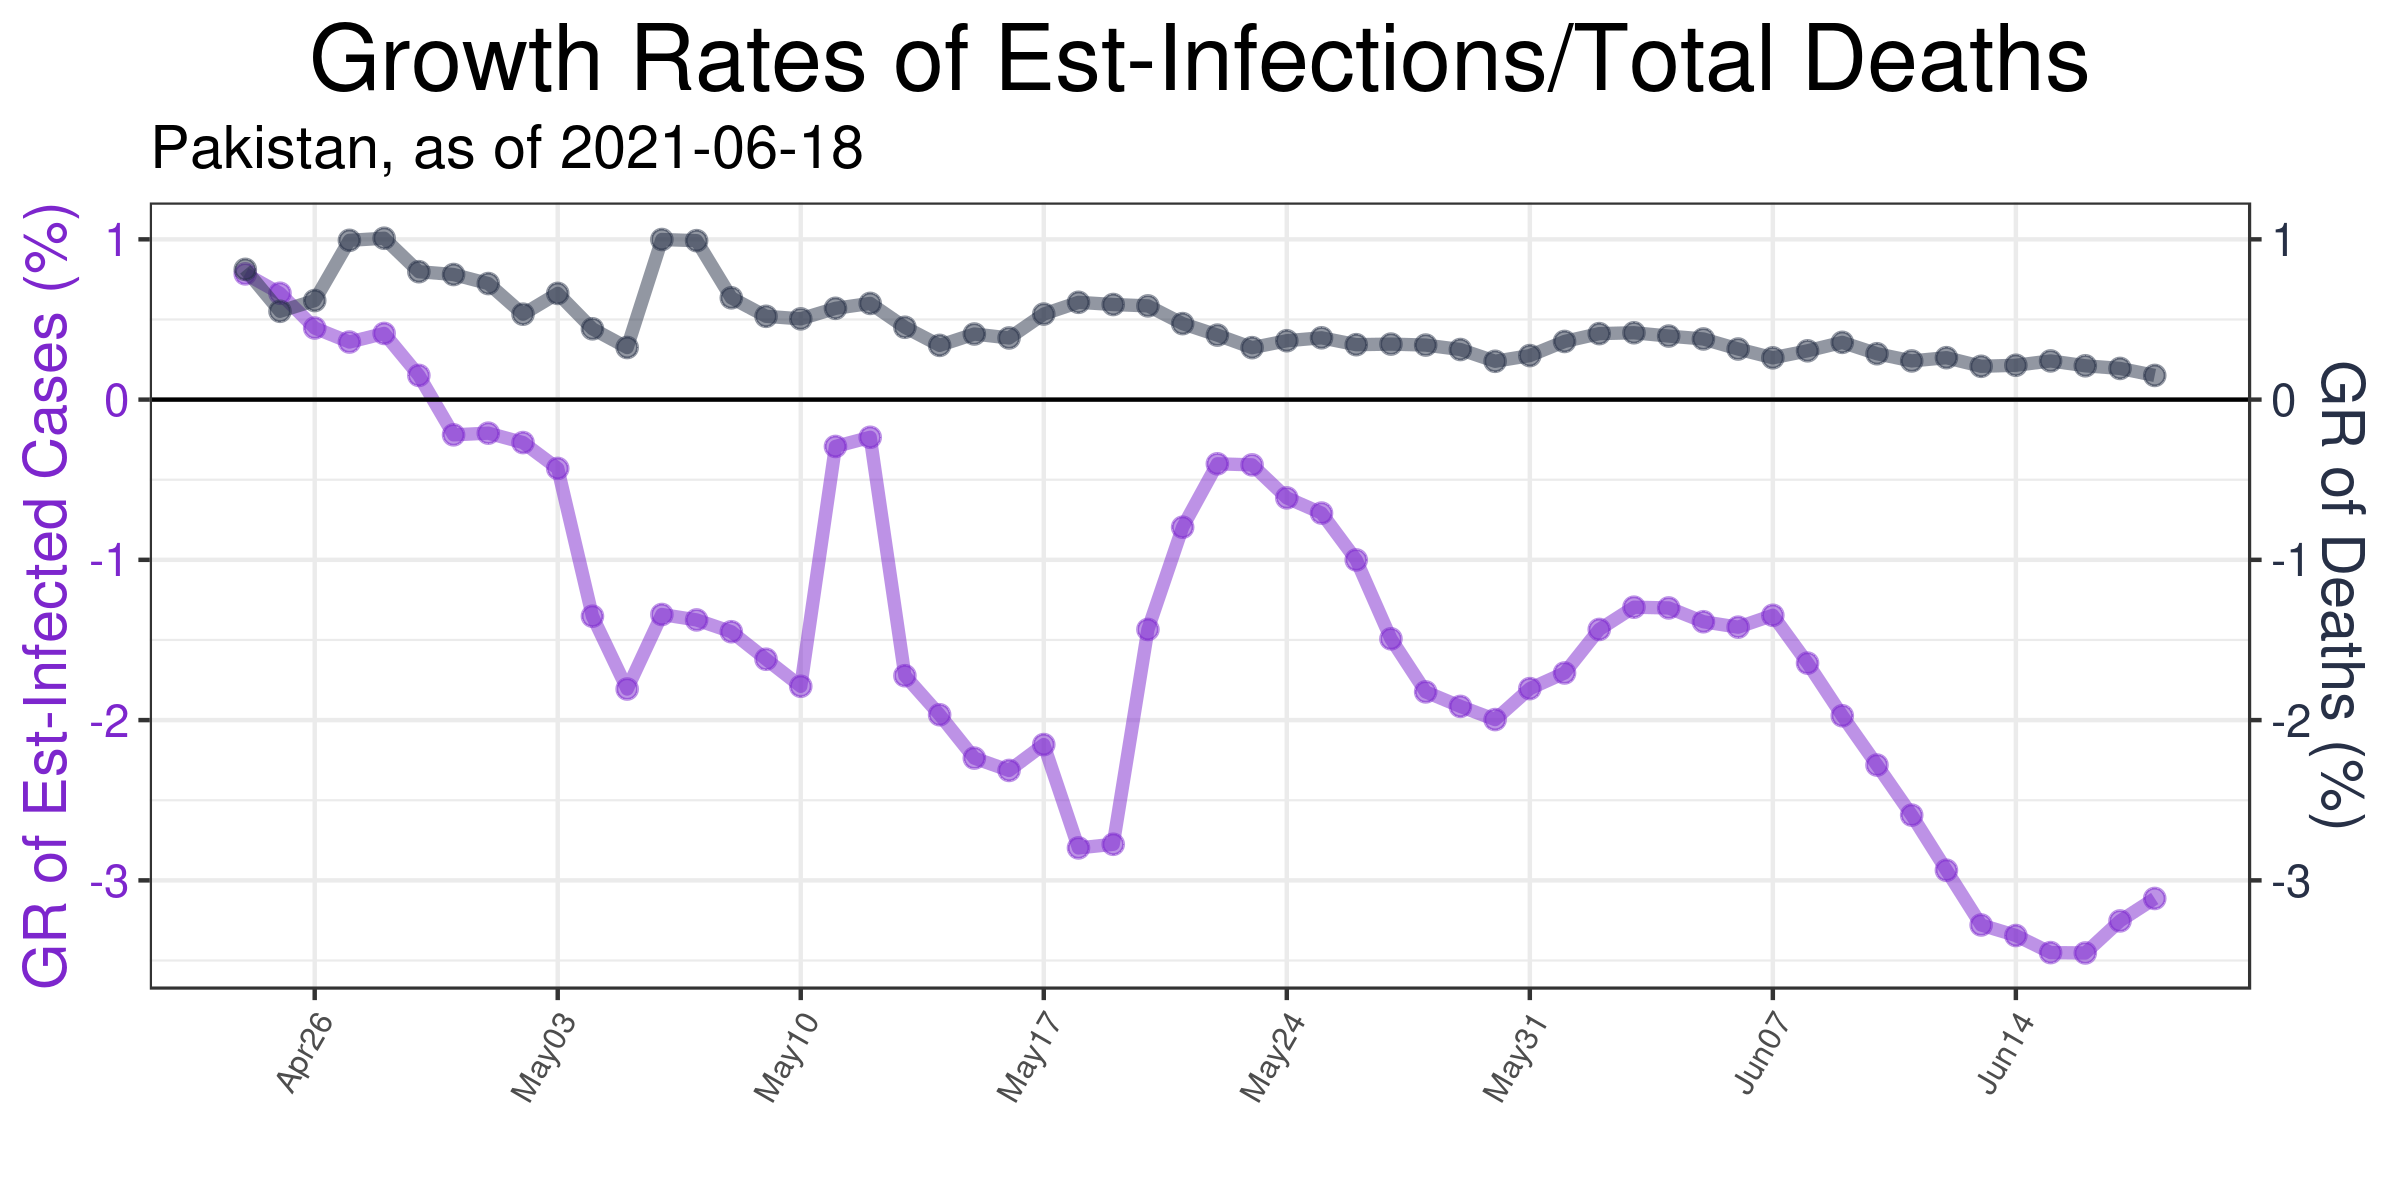 Growth Rates of Est-Infections/Total Deaths
Pakistan, as of 2021-06-18
GR of Est-Infected Cases (%)
1
0
-1
-2
-3
1
0
-1
-2
-3
GR of Deaths (%)
Apr26
May03
May10
May17
May24
May31
Jun07
Jun14